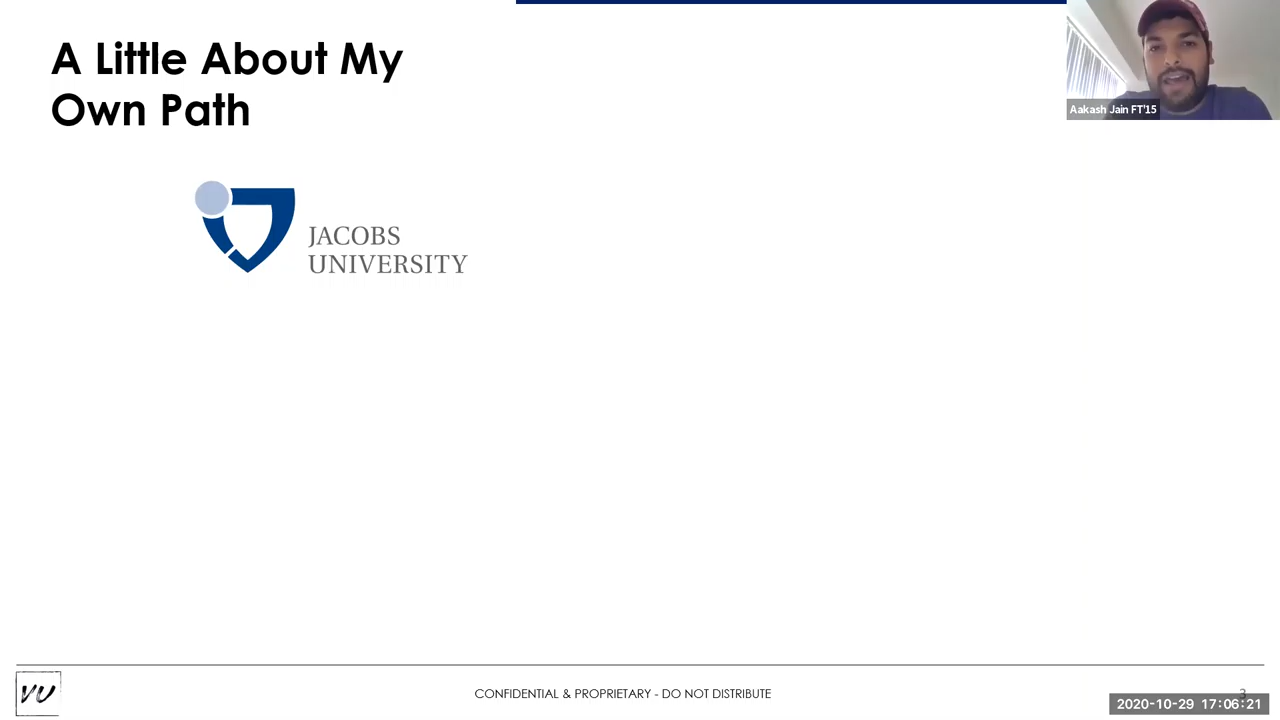 A Little About My
Own Path
Aakash Jain FT'15
JACOBS
UNIVERSITY
VU
CONFIDENTIAL & PROPRIETARY - DO NOT DISTRIBUTE
3
2020-10-29 17:06:21